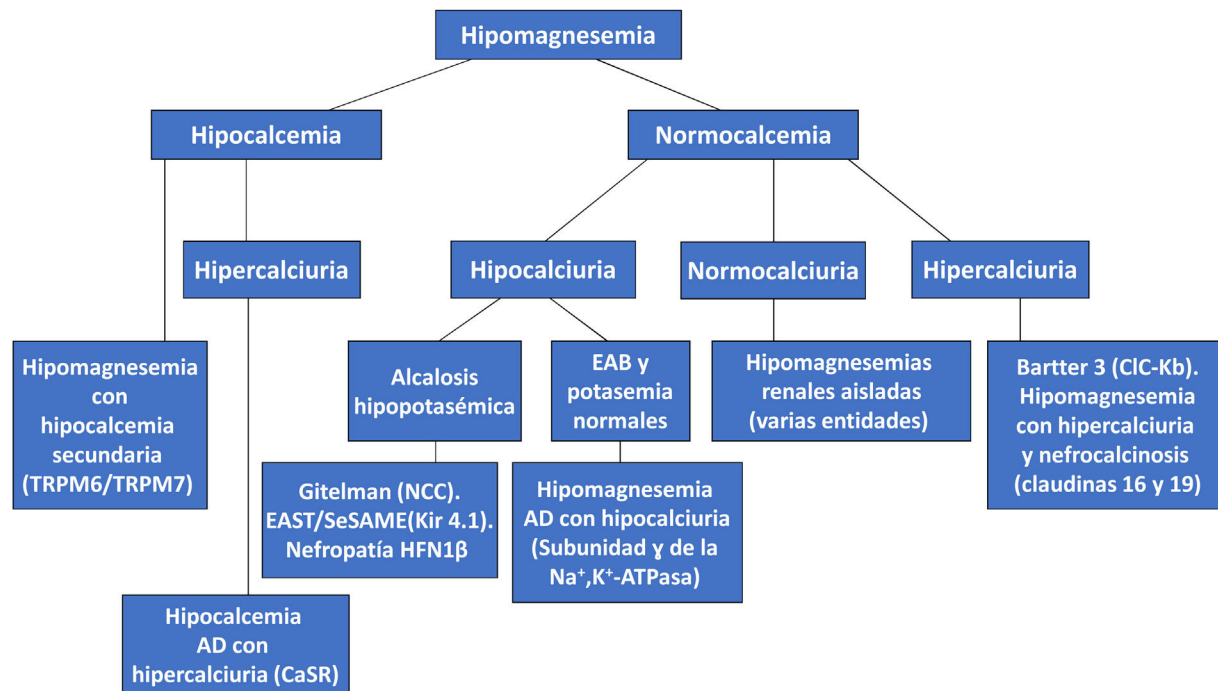 Hipomagnesemia
Hipocalcemia
Normocalcemia
Hipercalciuria
Hipocalciuria
Normocalciuria
Hipercalciuria
Hipomagnesemia
con
hipocalcemia
secundaria
(TRPM6/TRPM7)
Alcalosis
hipopotasémica
EAB y
potasemia
normales
Hipomagnesemias
renales aisladas
(varias entidades)
Bartter 3 (ClC-Kb).
Hipomagnesemia
con hipercalciuria
y nefrocalcinosis
(claudinas 16 y 19)
Gitelman (NCC).
EAST/SeSAME(Kir 4.1).
Nefropatía HFN1β
Hipomagnesemia
AD con hipocalciuria
(Subunidad ɣ de la
Na⁺,K⁺-ATPasa)
Hipocalcemia
AD con
hipercalciuria (CaSR)